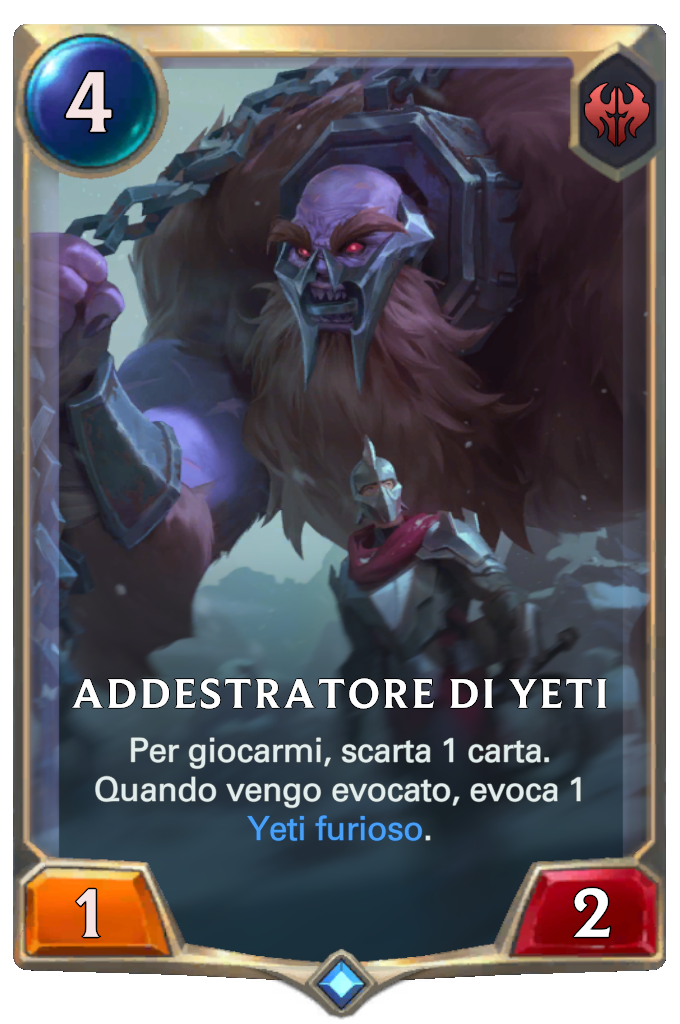 4
ADDESTRATORE DI YETI
Per giocarmi, scarta 1 carta.
Quando vengo evocato, evoca 1
Yeti furioso.
1
2